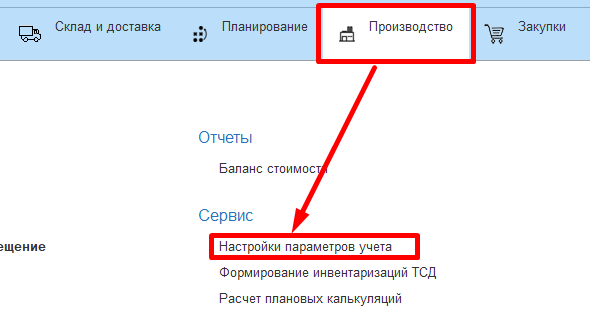 Склад и доставка Планирование Производство Закупки
Отчеты
Баланс стоимости
Сервис
ещение Настройки параметров учета
Формирование инвентаризаций ТСД
Расчет плановых калькуляций